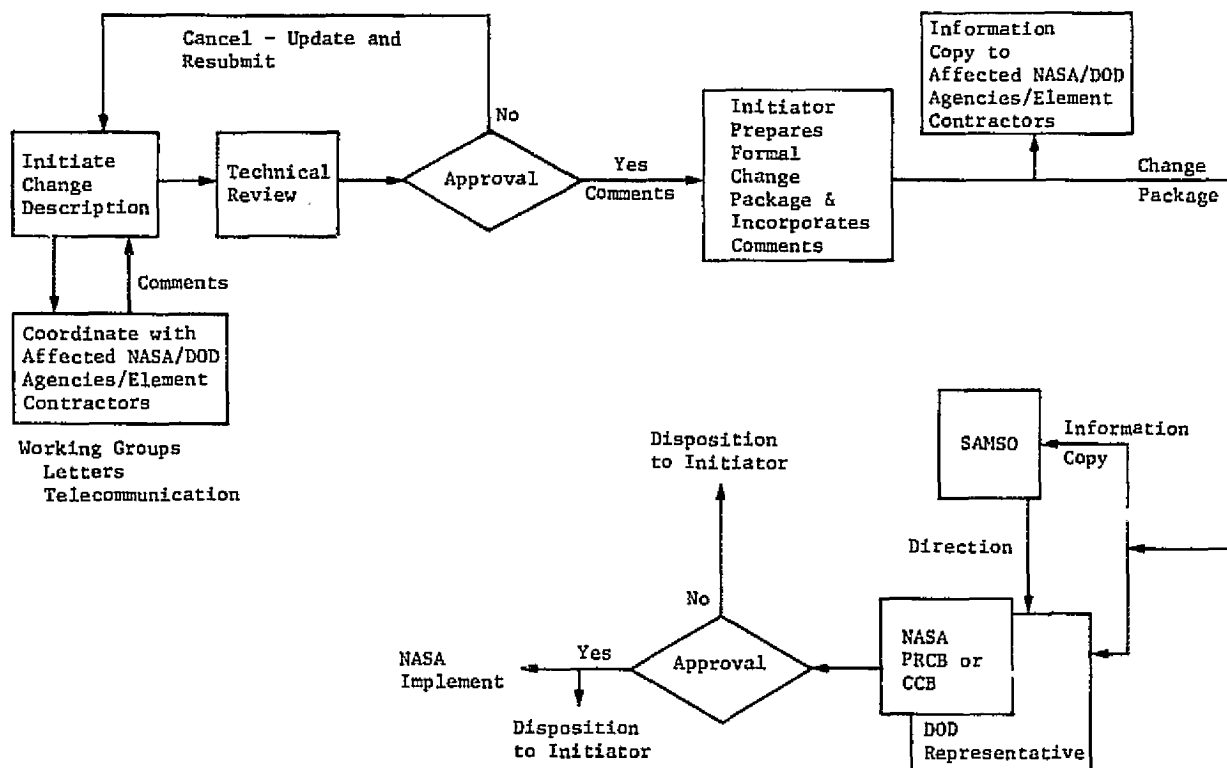 Cancel - Update and
Resubmit
No
Initiate
Change
Description
Technical
Review
Approval
Yes
Comments
Initiator
Prepares
Formal
Change
Package &
Incorporates
Comments
Information
Copy to
Affected NASA/DOD
Agencies/Element
Contractors
Change
Package
Comments
Coordinate with
Affected NASA/DOD
Agencies/Element
Contractors
Working Groups
Letters
Telecommunication
Disposition
to Initiator
SAMSO
Information
Copy
Direction
No
NASA
Implement
Yes
Approval
NASA
PRCB or
CCB
Disposition
to Initiator
DOD
Representative